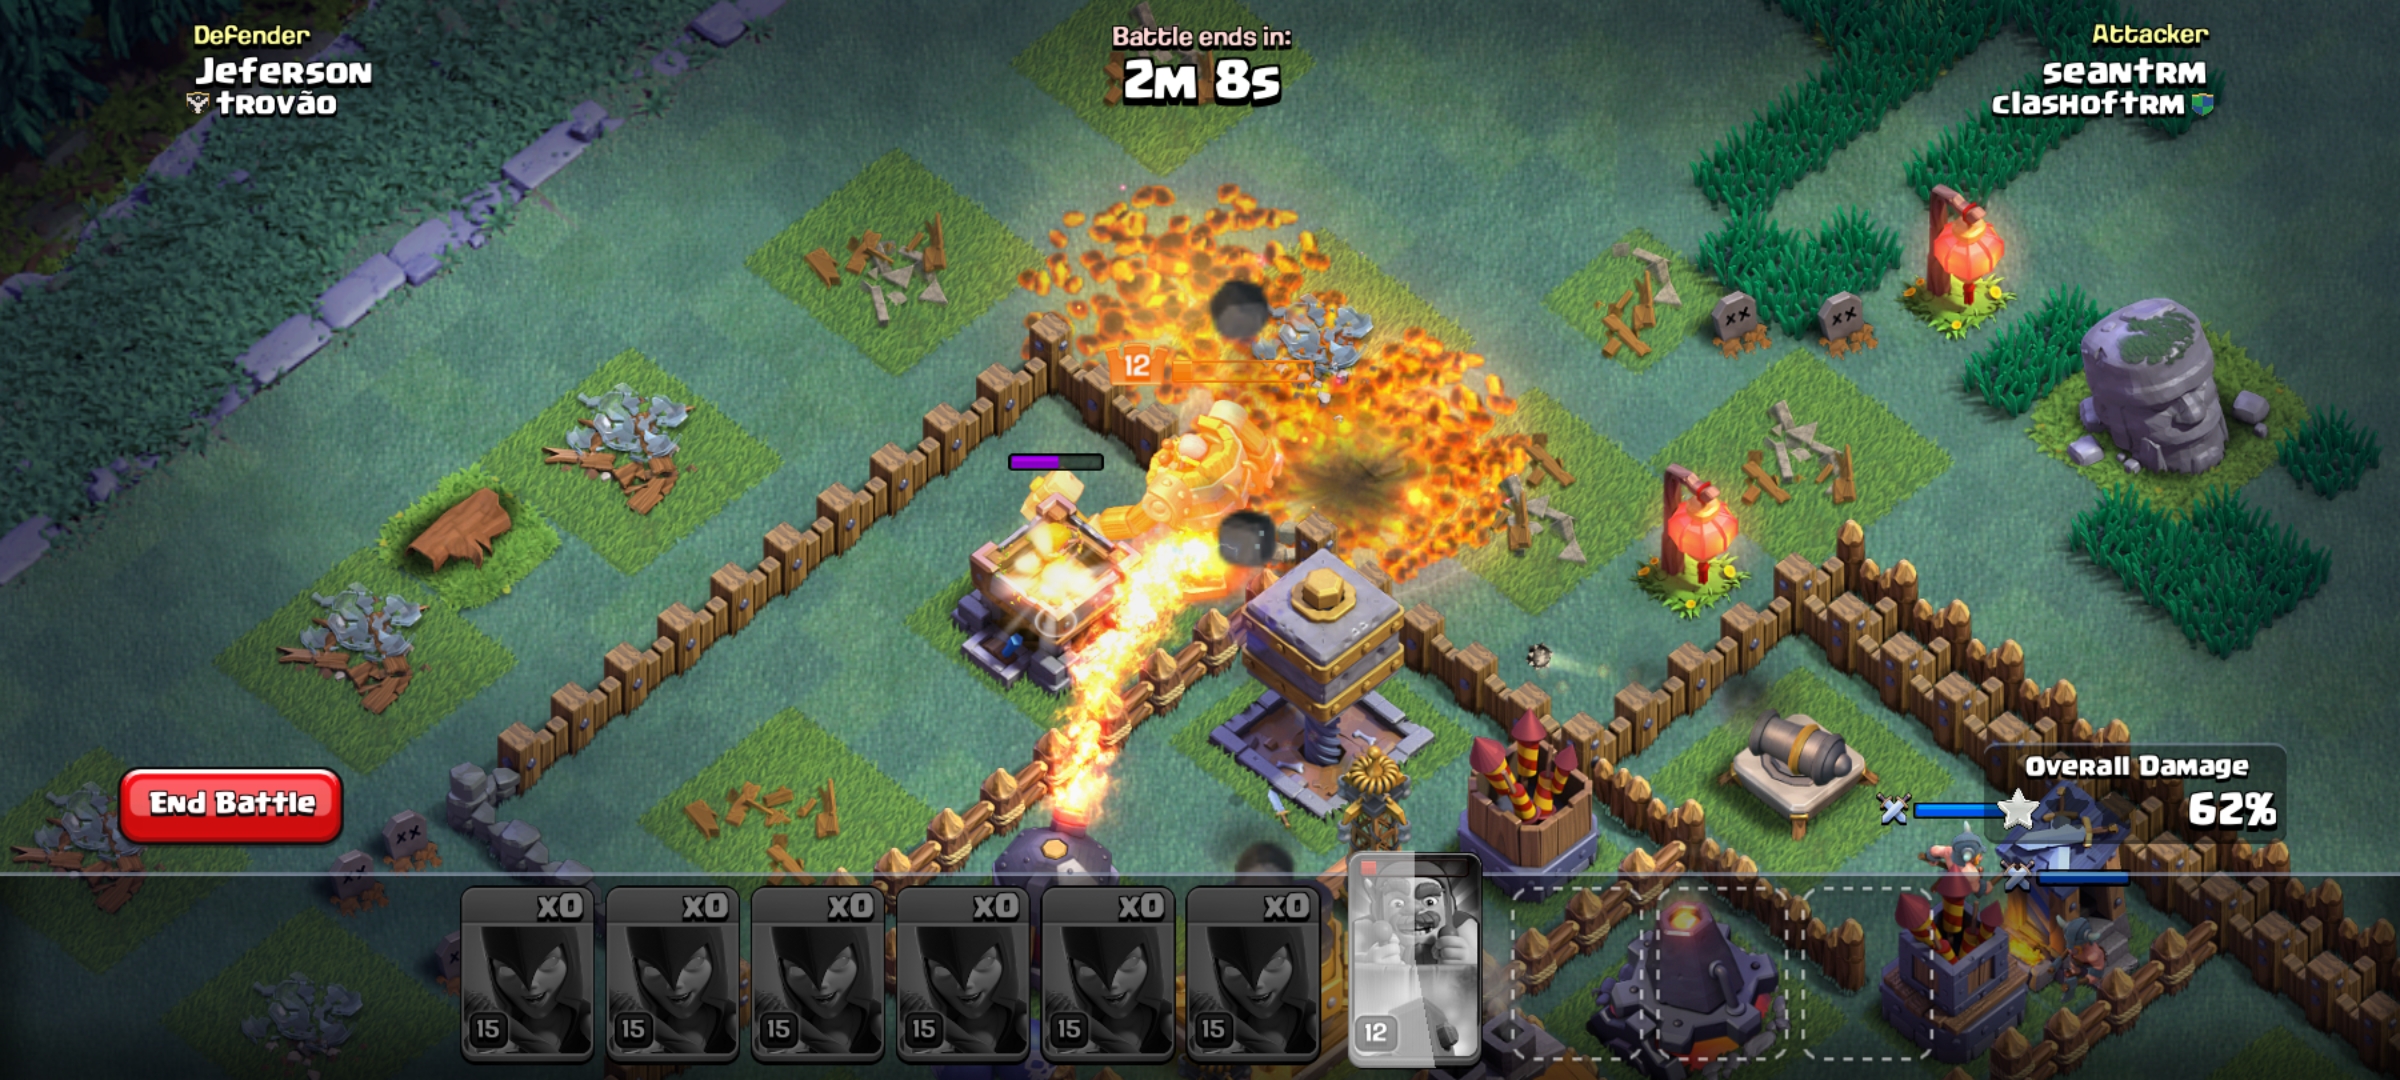 Defender
Jeferson
trovão
Battle ends in:
2m 8s
Attacker
seantrm
clashoftrm
12
End Battle
Overall Damage
62%
x0
x0
x0
x0
x0
x0
15
15
15
15
15
15
12